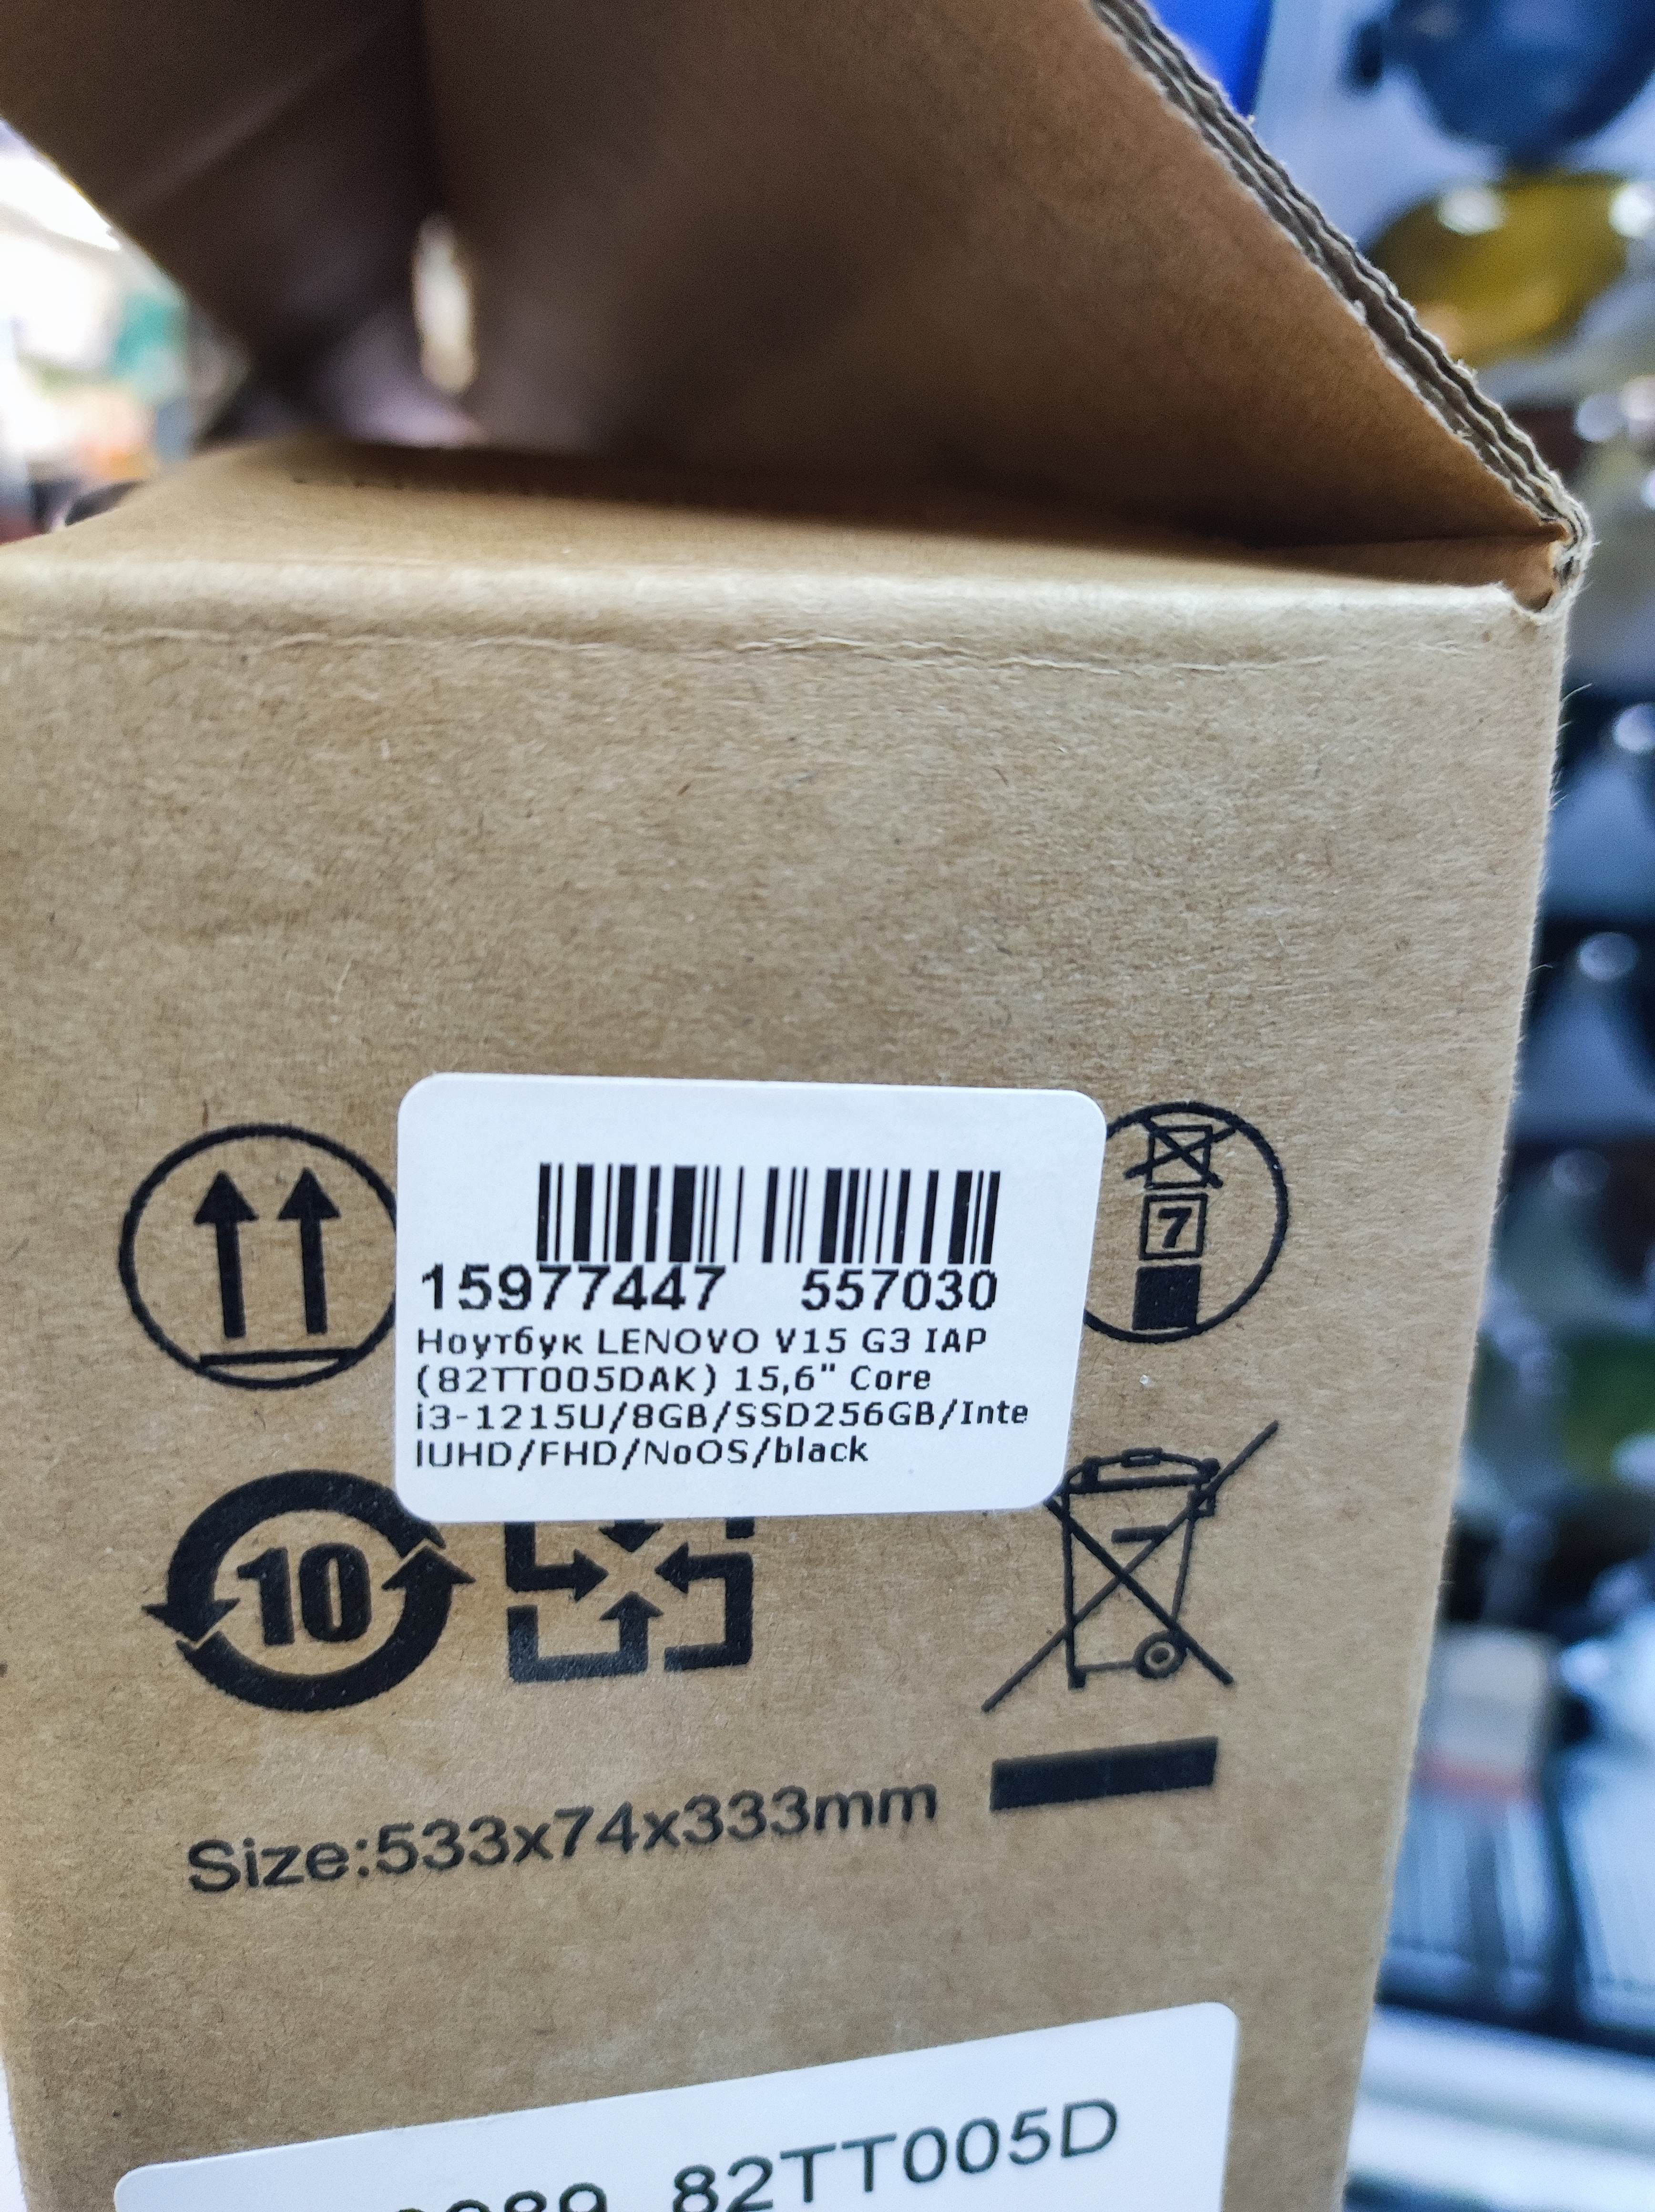 7
15977447 557030
Ноутбук LENOVO V15 G3 IAP
(82TT005DAK) 15,6" Core
i3-1215U/8GB/SSD256GB/Inte
lUHD/FHD/NoOS/black
10
Size:533x74x333mm
82TT005D